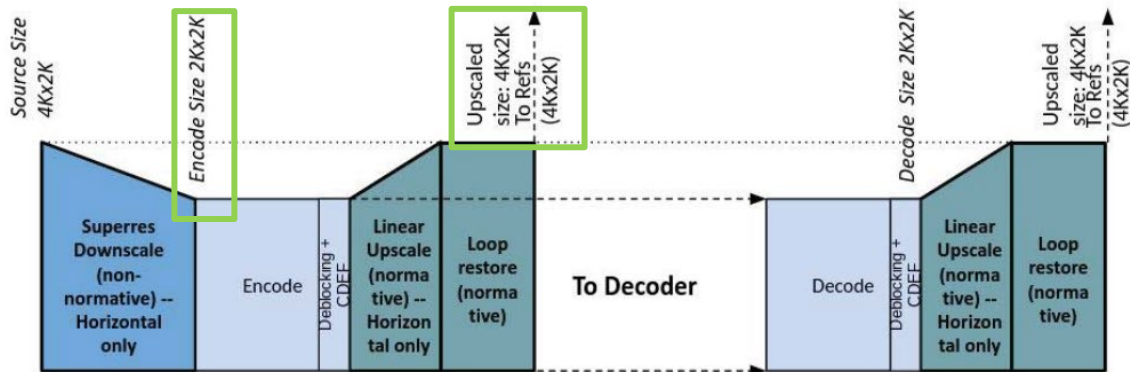 Source Size
4Kx2K
Encode Size 2Kx2K
Upscaled
size: 4Kx2K
To Refs
(4Kx2K)
Decode Size 2Kx2K
Upscaled
size: 4Kx2K
To Refs
(4Kx2K)
Superres
Downscale
(non-
normative) --
Horizontal
only
Encode
Deblocking +
CDEF
Linear
Upscale
(norma
tive) --
Horizon
tal only
Loop
restore
(norma
tive)
To Decoder
Decode
Deblocking +
CDEF
Linear
Upscale
(norma
tive) --
Horizon
tal only
Loop
restore
(norma
tive)